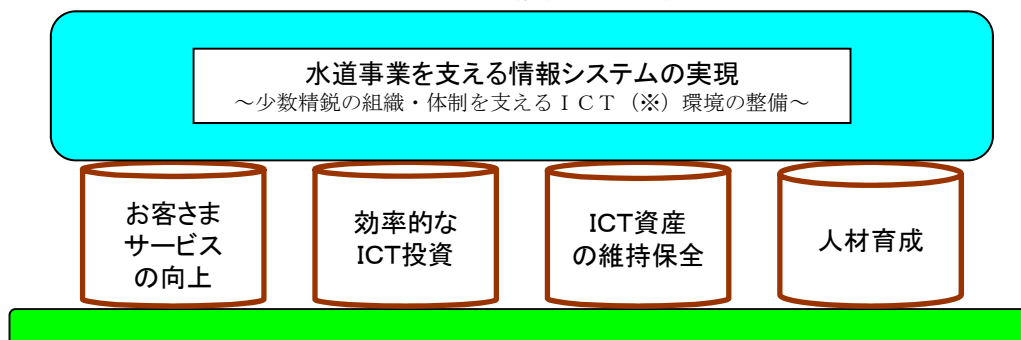 水道事業を支える情報システムの実現
～少数精鋭の組織・体制を支えるＩＣＴ（※）環境の整備～
お客さま
サービス
の向上
効率的な
ICT投資
ICT資産
の維持保全
人材育成